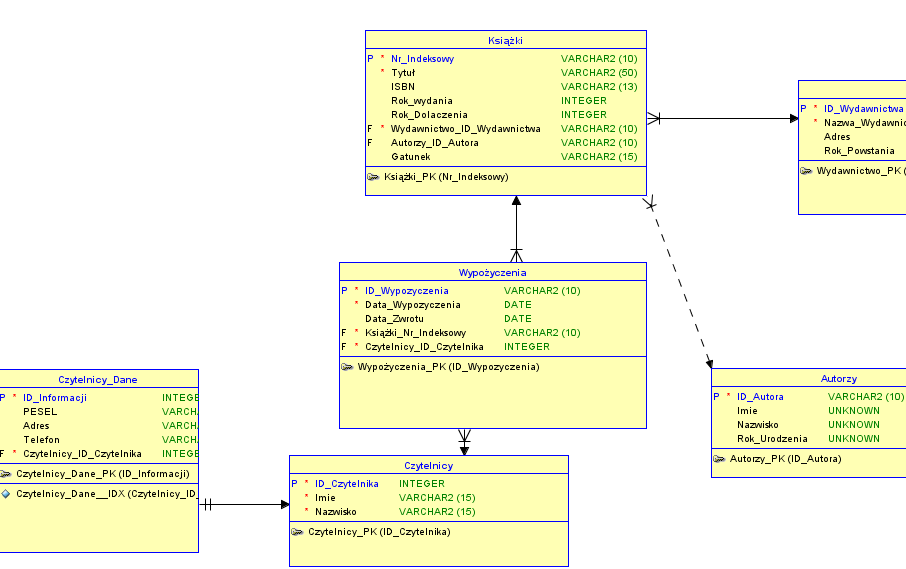 Książki
P * Nr_Indeksowy VARCHAR2 (10)
* Tytuł VARCHAR2 (50)
ISBN VARCHAR2 (13)
Rok_wydania INTEGER
Rok_Dolaczenia INTEGER
F * Wydawnictwo_ID_Wydawnictwa VARCHAR2 (10)
F Autorzy_ID_Autora VARCHAR2 (10)
Gatunek VARCHAR2 (15)
Książki_PK (Nr_Indeksowy)
P * ID_Wydawnictwa
* Nazwa_Wydawnic
Adres
Rok_Powstania
Wydawnictwo_PK (
Wypożyczenia
P * ID_Wypozyczenia VARCHAR2 (10)
* Data_Wypozyczenia DATE
Data_Zwrotu DATE
F * Książki_Nr_Indeksowy VARCHAR2 (10)
F * Czytelnicy_ID_Czytelnika INTEGER
Wypożyczenia_PK (ID_Wypozyczenia)
Autorzy
P * ID_Autora VARCHAR2 (10)
Imie UNKNOWN
Nazwisko UNKNOWN
Rok_Urodzenia UNKNOWN
Autorzy_PK (ID_Autora)
Czytelnicy_Dane
P * ID_Informacji INTEGE
PESEL VARCH
Adres VARCH
Telefon VARCH
F * Czytelnicy_ID_Czytelnika INTEGE
Czytelnicy_Dane_PK (ID_Informacji)
Czytelnicy_Dane__IDX (Czytelnicy_ID_
Czytelnicy
P * ID_Czytelnika INTEGER
* Imie VARCHAR2 (15)
* Nazwisko VARCHAR2 (15)
Czytelnicy_PK (ID_Czytelnika)